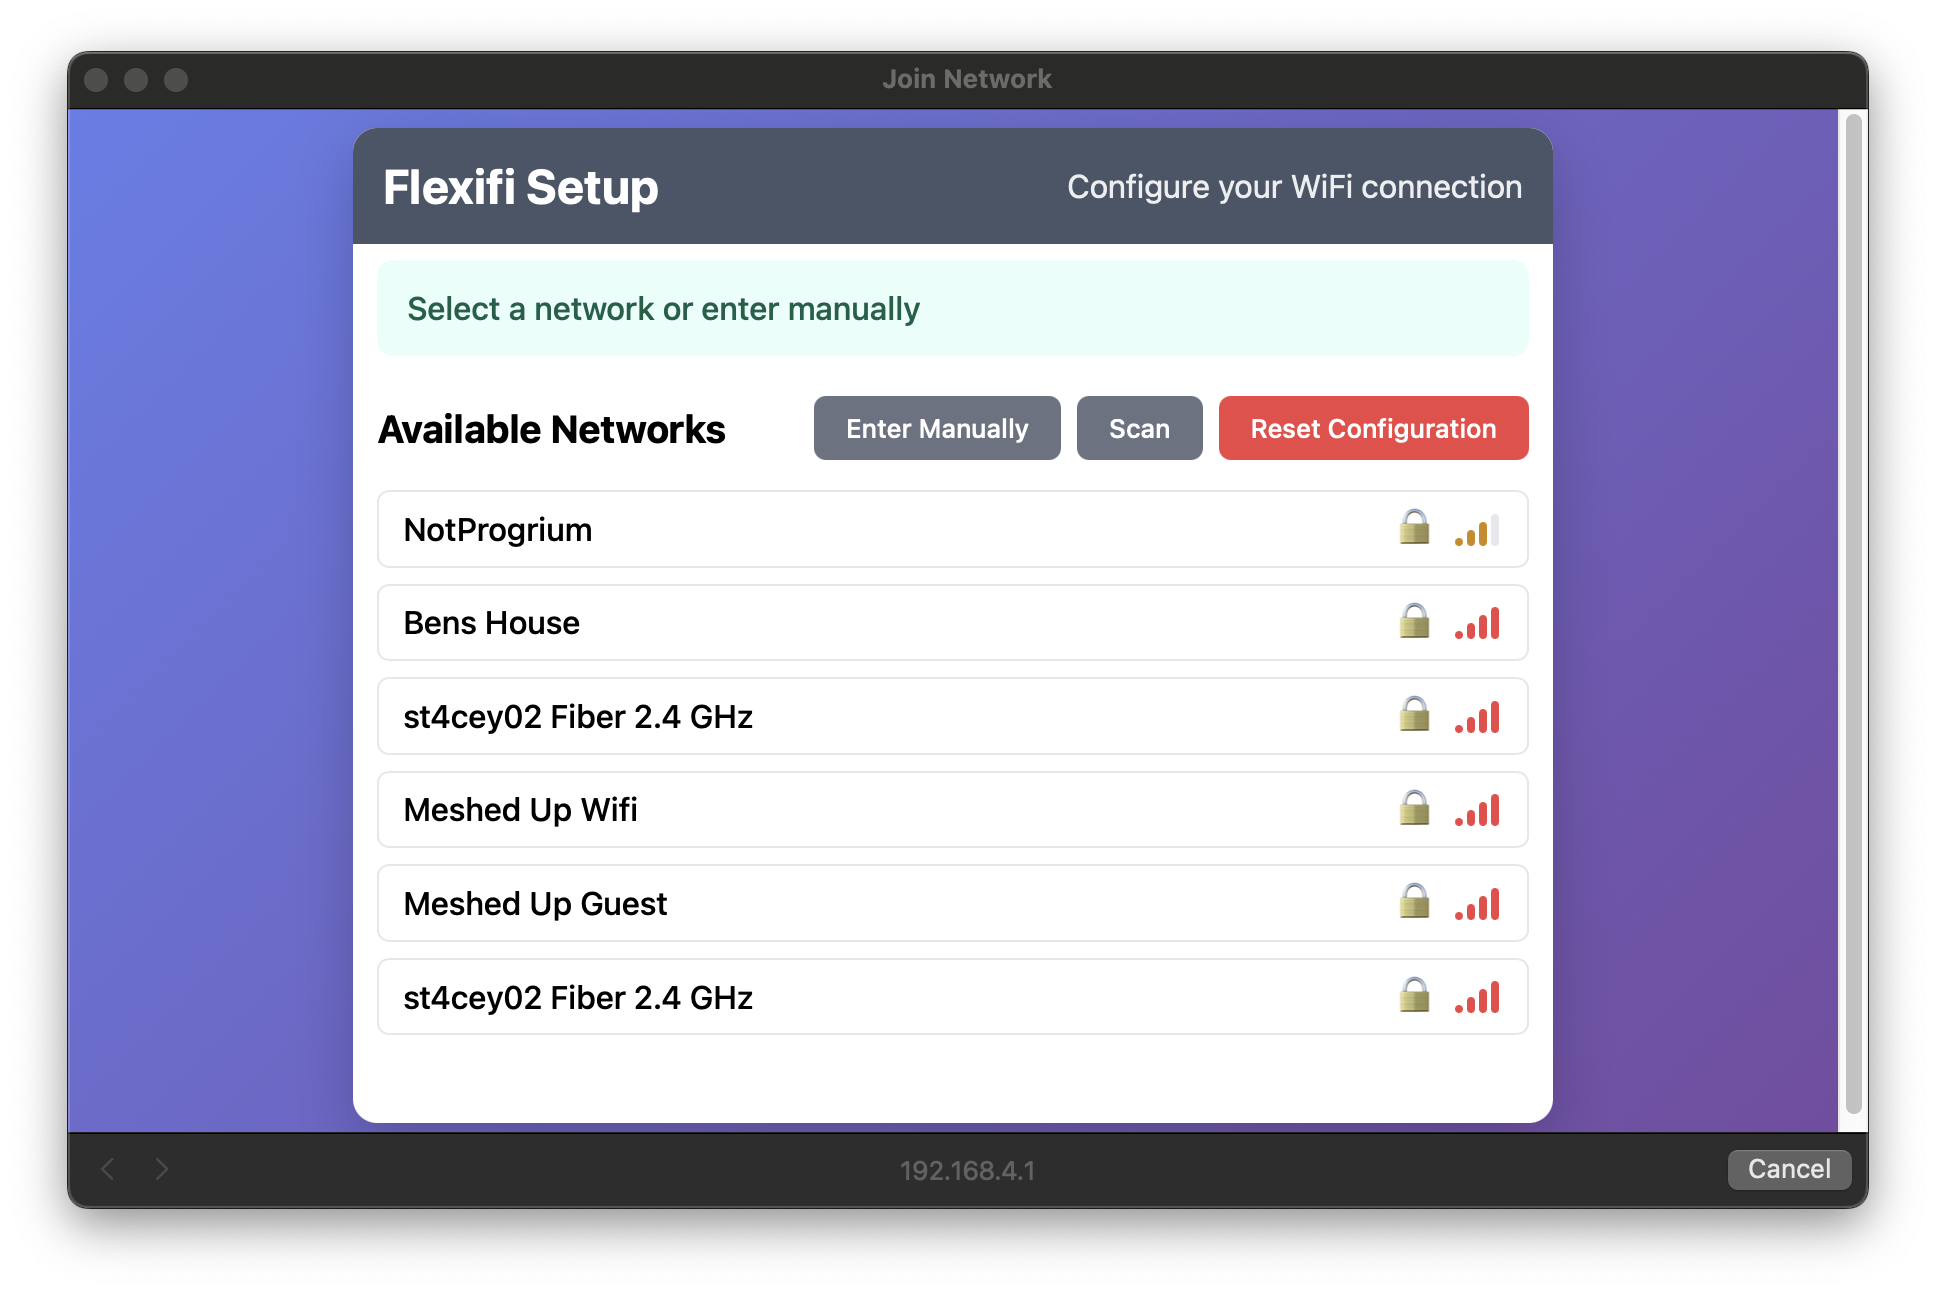 Join Network
Flexifi Setup
Configure your WiFi connection
Select a network or enter manually
Available Networks
Enter Manually
Scan
Reset Configuration
NotProgrium
Bens House
st4cey02 Fiber 2.4 GHz
Meshed Up Wifi
Meshed Up Guest
st4cey02 Fiber 2.4 GHz
192.168.4.1
Cancel